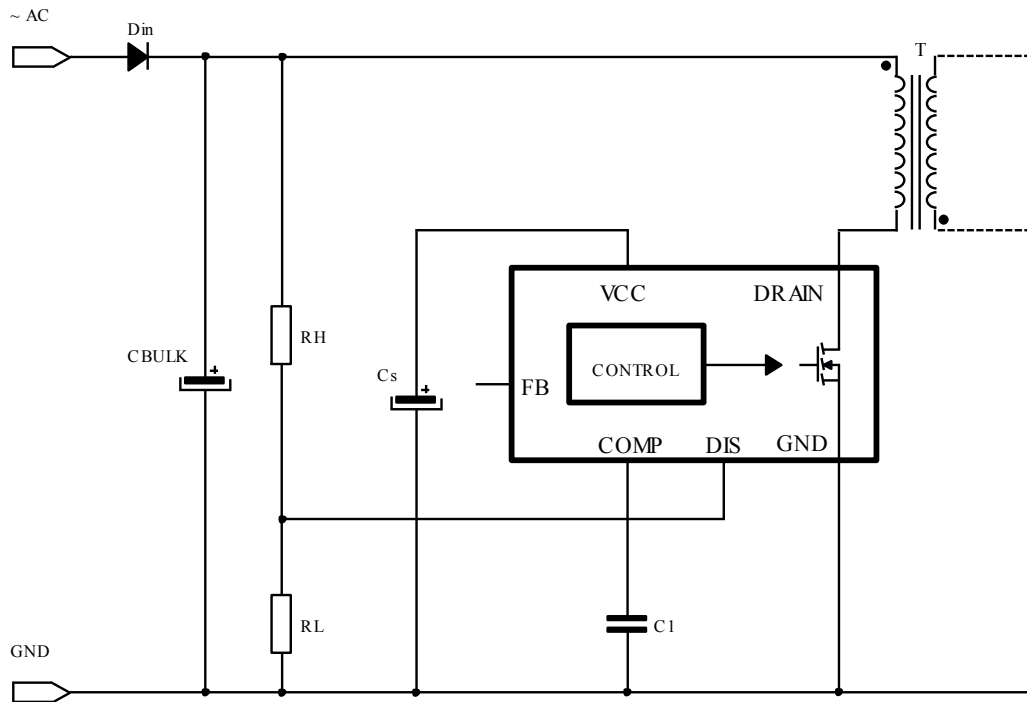 ~ AC
Din
T
VCC
DRAIN
RH
CBULK
+
Cs
+
CONTROL
FB
COMP
DIS
GND
RL
C1
GND